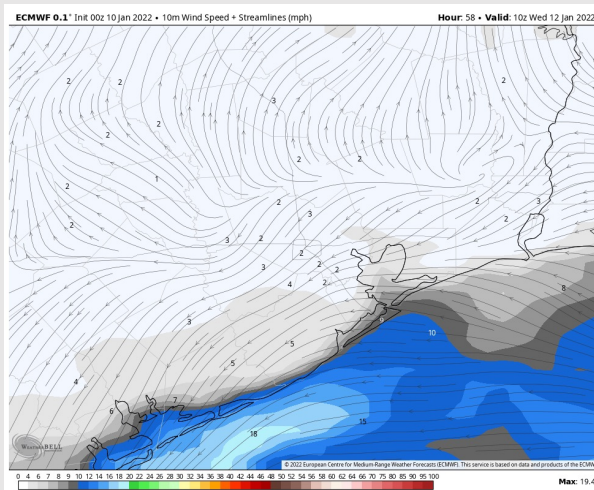 ECMWF 0.1° Init 00z 10 Jan 2022 • 10m Wind Speed + Streamlines (mph) Hour: 58 • Valid: 10z Wed 12 Jan 2022
2 2 3 2
2 2
2 2
1
2
2 2 3
3 2
2
3 2 2
3 2 2
4 2
8
3 6
10
5
5
4
7
6 15
18
WEATHERBELL
© 2022 European Centre for Medium-Range Weather Forecasts (ECMWF). This service is based on data and products of the ECMW
0 4 6 7 8 9 10 12 14 16 18 20 22 24 26 28 30 32 34 36 38 40 42 44 46 48 50 52 54 56 58 60 62 64 66 70 75 80 85 90 95 100
Max: 19.4